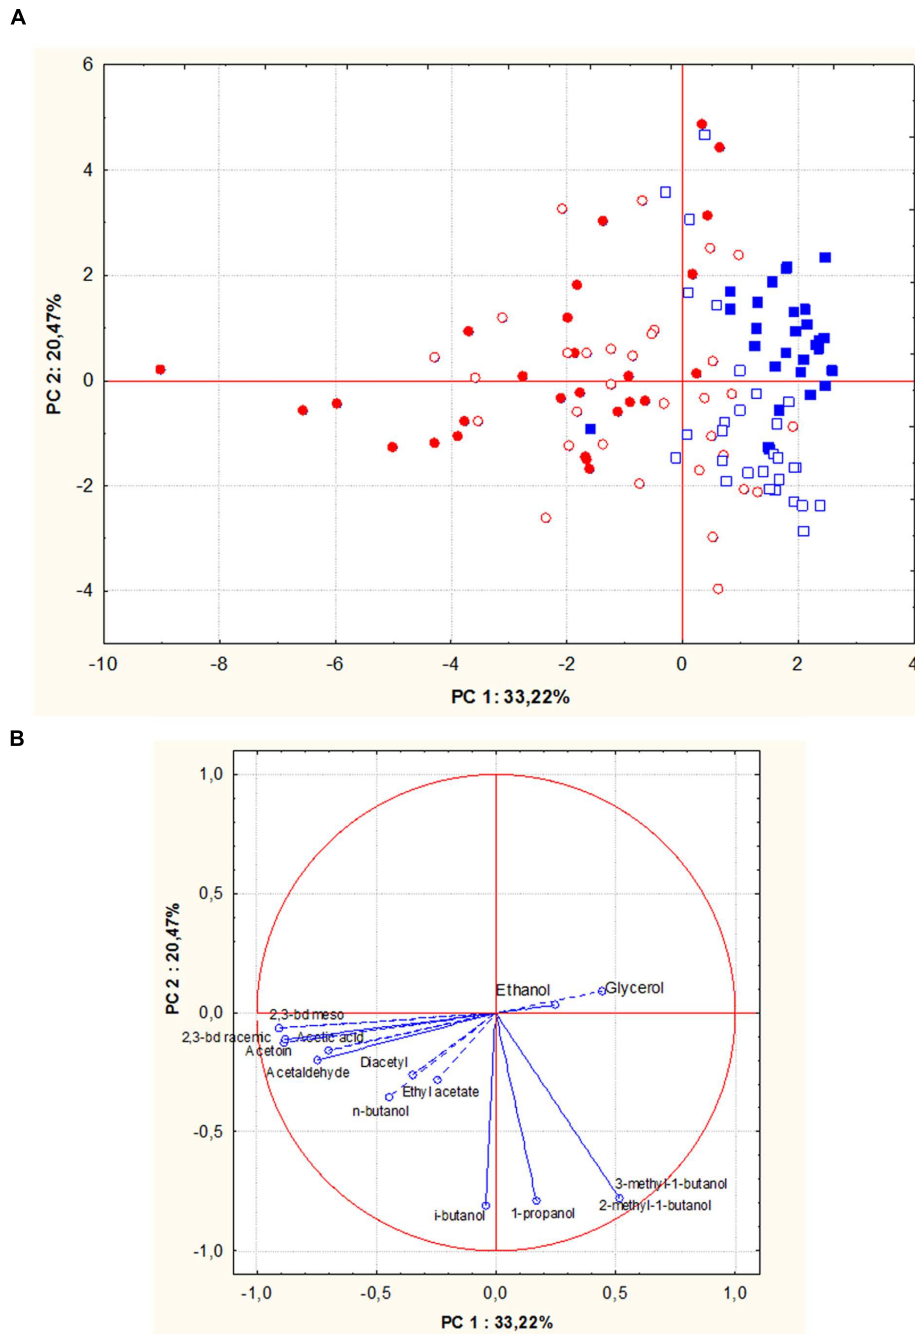 A
6
4
2
0
-2
-4
PC 2: 20,47%
-10 -8 -6 -4 -2 0 2 4
PC 1: 33,22%
B
1,0
0,5
0,0
-0,5
-1,0
PC 2 : 20,47%
Ethanol
Glycerol
2,3-bd meso
2,3-bd racemic
Acetic acid
Acetoin
Acetaldehyde
Diacetyl
Ethyl acetate
n-butanol
3-methyl-1-butanol
2-methyl-1-butanol
i-butanol
1-propanol
-1,0 -0,5 0,0 0,5 1,0
PC 1 : 33,22%